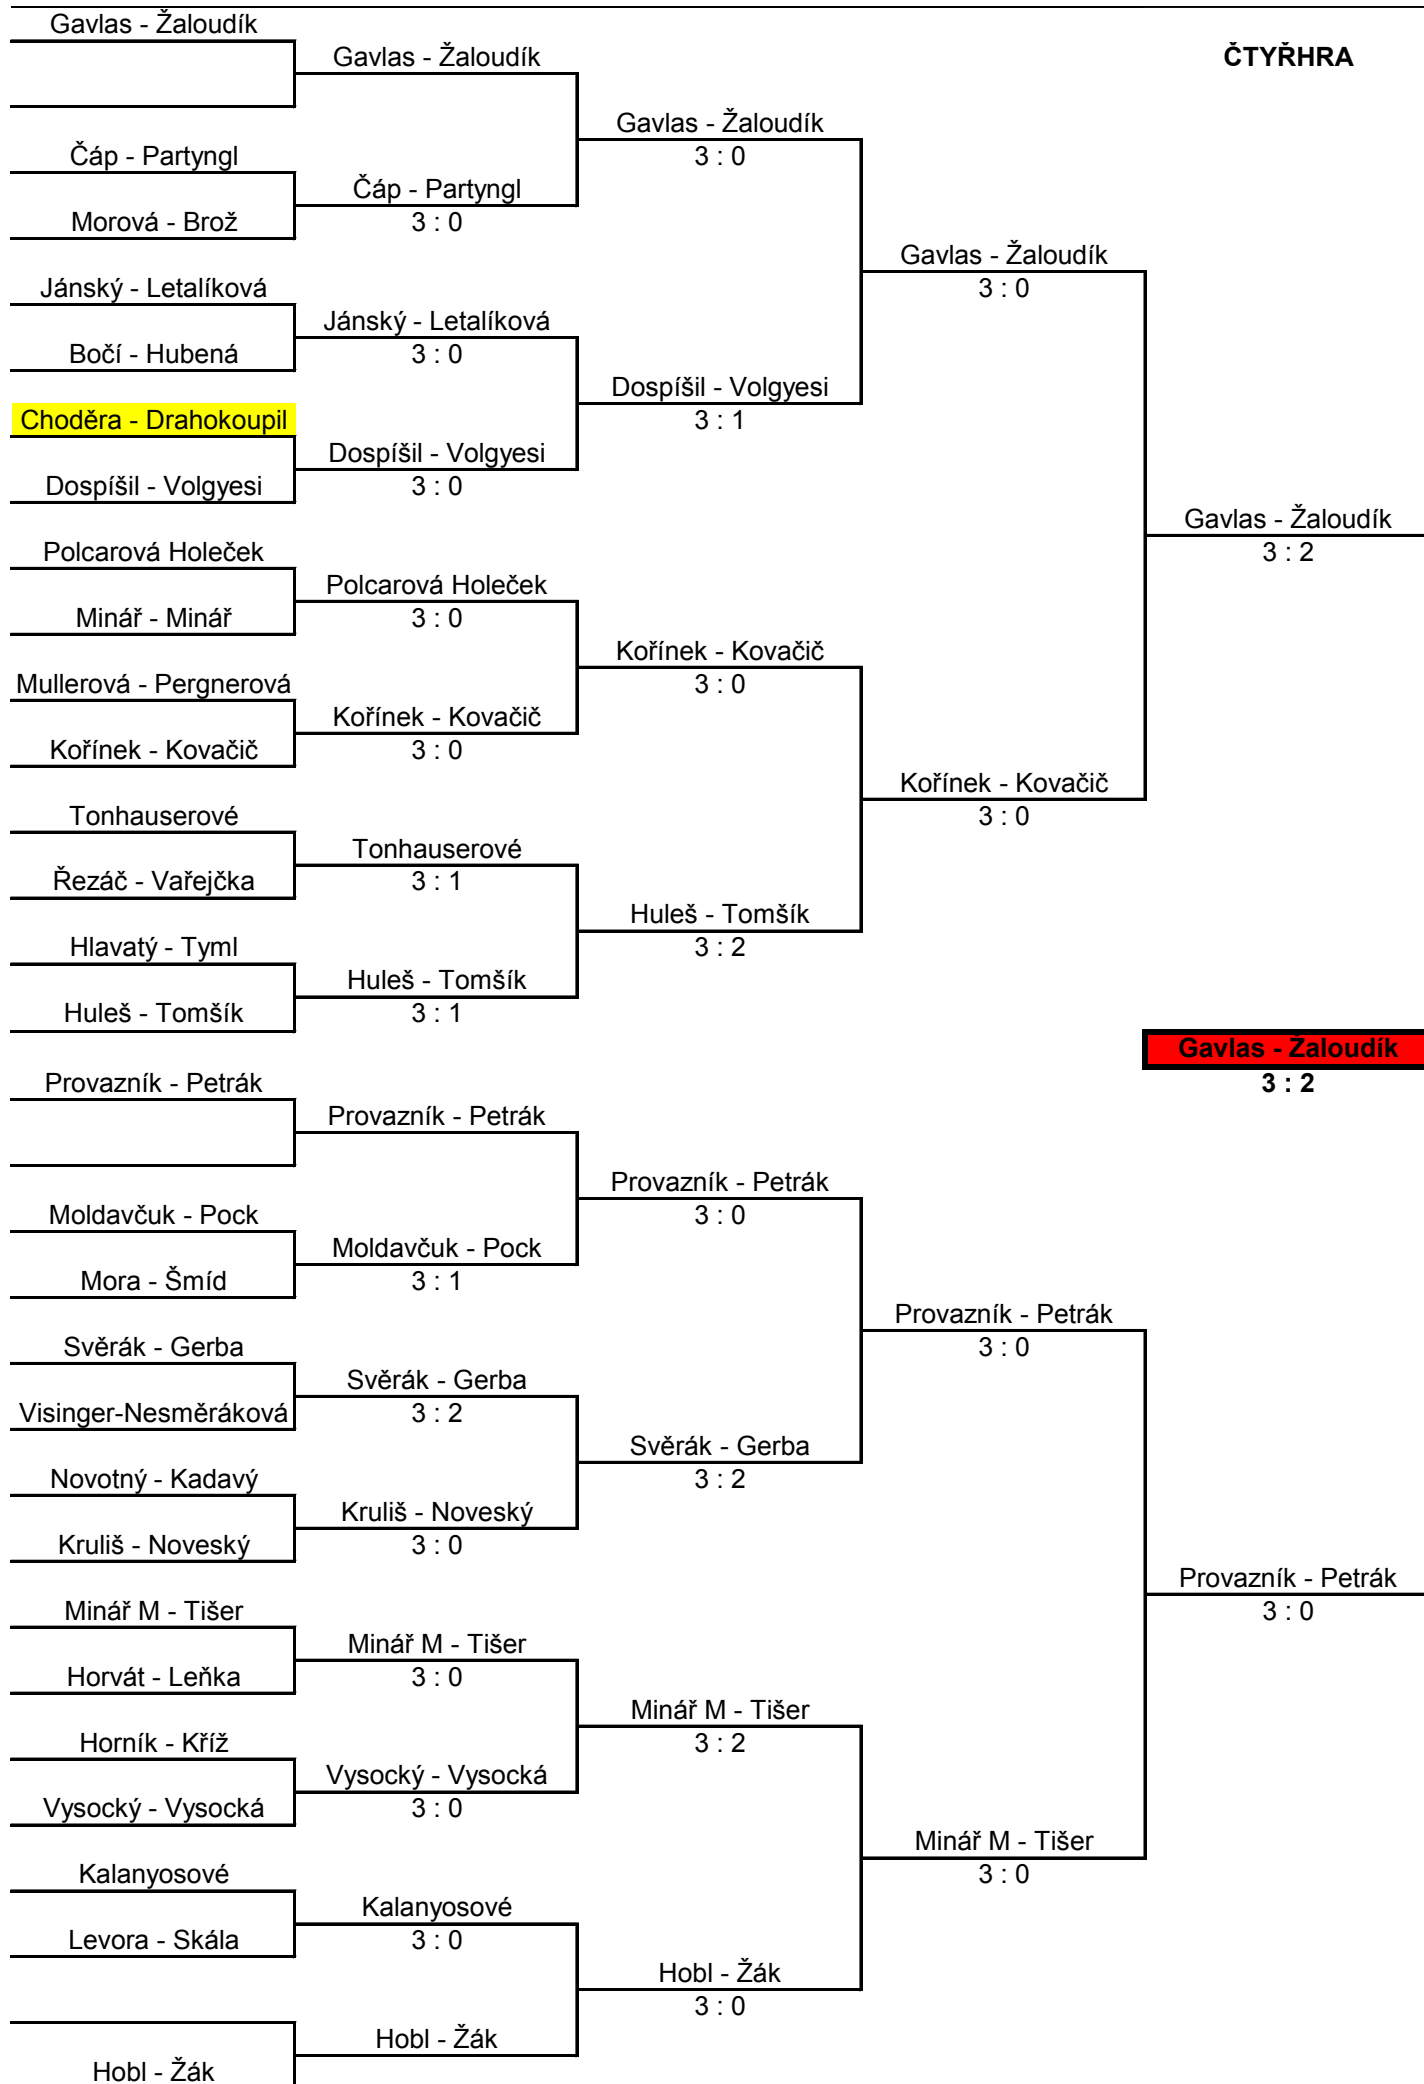 Gavlas - Žaloudík
Gavlas - Žaloudík
ČTYŘHRA
Gavlas - Žaloudík
3 : 0
Čáp - Partyngl
Čáp - Partyngl
3 : 0
Morová - Brož
Gavlas - Žaloudík
3 : 0
Jánský - Letalíková
Jánský - Letalíková
3 : 0
Bočí - Hubená
Dospíšil - Volgyesi
3 : 1
Choděra - Drahokoupil
Dospíšil - Volgyesi
3 : 0
Dospíšil - Volgyesi
Gavlas - Žaloudík
3 : 2
Polcarová Holeček
Polcarová Holeček
3 : 0
Minář - Minář
Kořínek - Kovačič
3 : 0
Mullerová - Pergnerová
Kořínek - Kovačič
3 : 0
Kořínek - Kovačič
Kořínek - Kovačič
3 : 0
Tonhauserové
Tonhauserové
3 : 1
Řezáč - Vařejčka
Huleš - Tomšík
3 : 2
Hlavatý - Tyml
Huleš - Tomšík
3 : 1
Huleš - Tomšík
Gavlas - Žaloudík
3 : 2
Provazník - Petrák
Provazník - Petrák
Provazník - Petrák
3 : 0
Moldavčuk - Pock
Moldavčuk - Pock
3 : 1
Mora - Šmíd
Provazník - Petrák
3 : 0
Svěrák - Gerba
Svěrák - Gerba
3 : 2
Visinger-Nesměráková
Svěrák - Gerba
3 : 2
Novotný - Kadavý
Kruliš - Noveský
3 : 0
Kruliš - Noveský
Provazník - Petrák
3 : 0
Minář M - Tišer
Minář M - Tišer
3 : 0
Horvát - Leňka
Minář M - Tišer
3 : 2
Horník - Kříž
Vysocký - Vysocká
3 : 0
Vysocký - Vysocká
Minář M - Tišer
3 : 0
Kalanyosové
Kalanyosové
3 : 0
Levora - Skála
Hobl - Žák
3 : 0
Hobl - Žák
Hobl - Žák